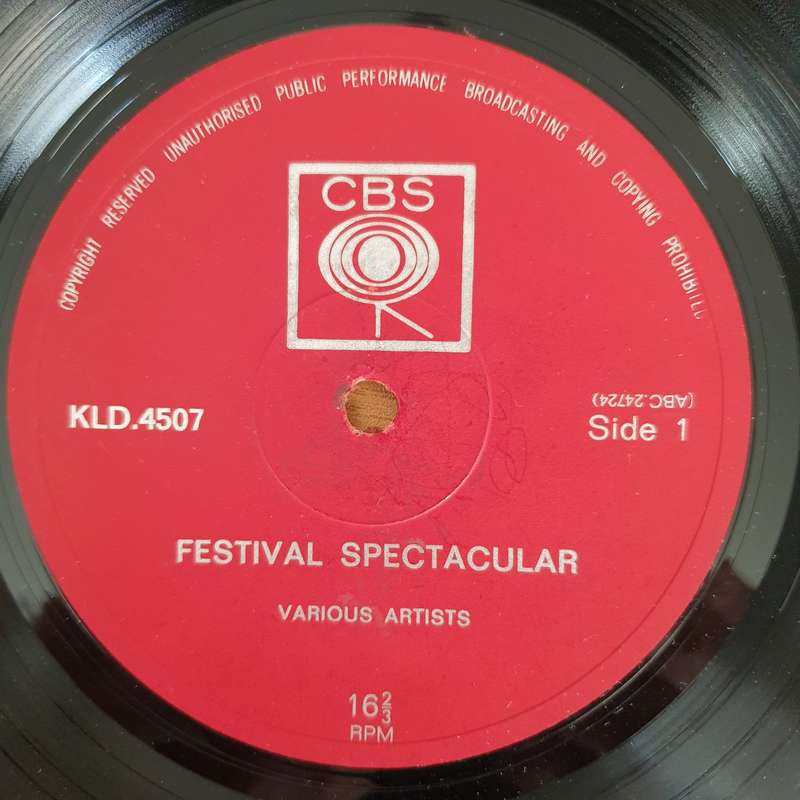 COPYRIGHT RESERVED UNAUTHORISED PUBLIC PERFORMANCE BROADCASTING AND COPYING PROHIBITED
CBS
KLD.4507
(ABC.24724)
Side 1
FESTIVAL SPECTACULAR
VARIOUS ARTISTS
16⅔
RPM